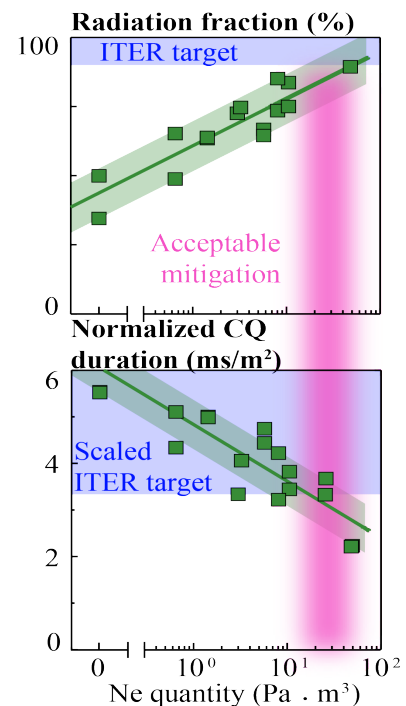 Radiation fraction (%)
100
ITER target
Acceptable
mitigation
0
Normalized CQ
duration (ms/m²)
6
Scaled
ITER target
4
2
0
0 10⁰ 10¹ 10²
Ne quantity (Pa . m³)